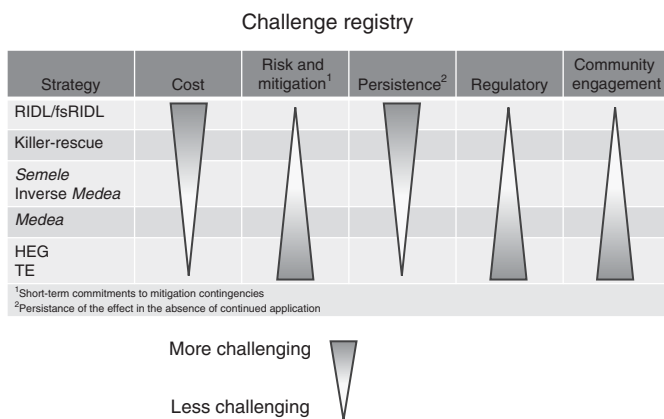 Challenge registry
Strategy
Cost
Risk and
mitigation1
Persistence2
Regulatory
Community
engagement
RIDL/fsRIDL
Killer-rescue
Semele
Inverse Medea
Medea
HEG
TE
1Short-term commitments to mitigation contingencies
2Persistance of the effect in the absence of continued application
More challenging
Less challenging